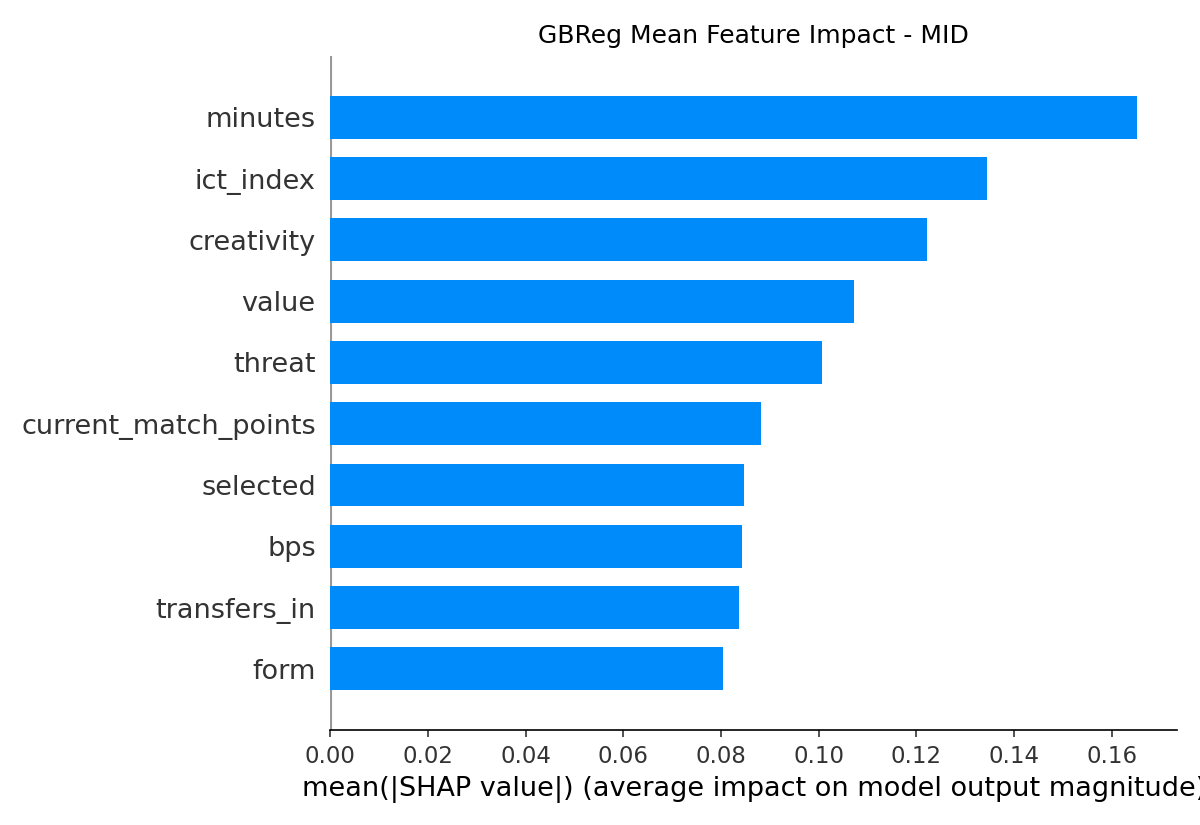 GBReg Mean Feature Impact - MID
minutes
ict_index
creativity
value
threat
current_match_points
selected
bps
transfers_in
form
0.00 0.02 0.04 0.06 0.08 0.10 0.12 0.14 0.16
mean(|SHAP value|) (average impact on model output magnitude)